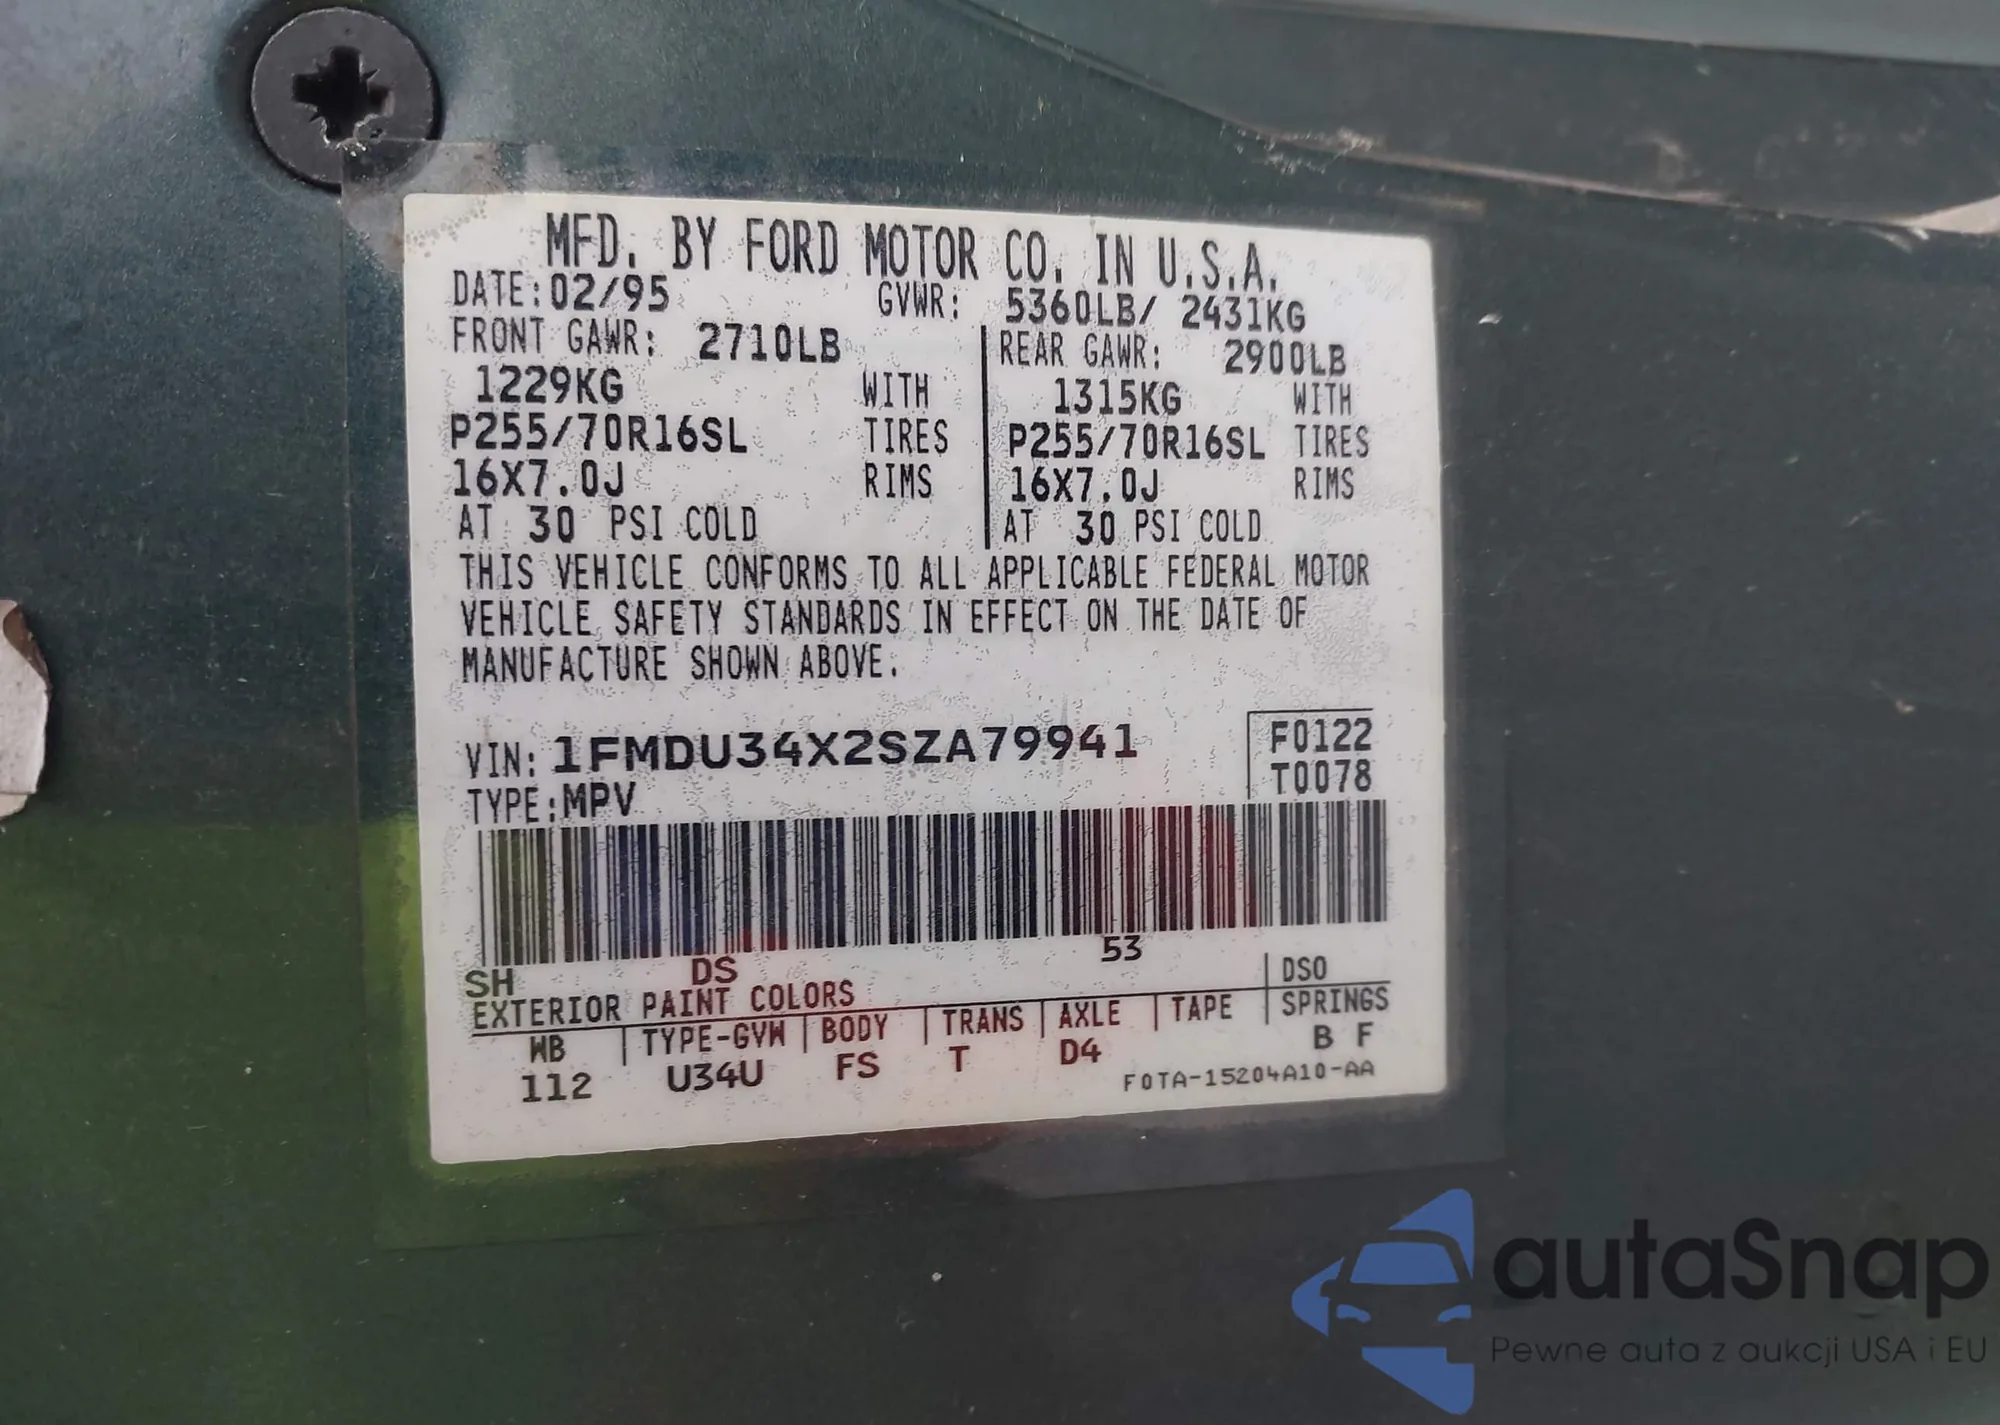 MFD. BY FORD MOTOR CO. IN U.S.A.
DATE: 02/95 GVWR: 5360LB/ 2431KG
FRONT GAWR: 2710LB REAR GAWR: 2900LB
1229KG WITH 1315KG WITH
P255/70R16SL TIRES P255/70R16SL TIRES
16X7.0J RIMS 16X7.0J RIMS
AT 30 PSI COLD AT 30 PSI COLD
THIS VEHICLE CONFORMS TO ALL APPLICABLE FEDERAL MOTOR
VEHICLE SAFETY STANDARDS IN EFFECT ON THE DATE OF
MANUFACTURE SHOWN ABOVE.
VIN: 1FMDU34X2SZA79941 F0122
TYPE: MPV T0078
SH DS 53 DSO
EXTERIOR PAINT COLORS
WB TYPE-GVW BODY TRANS AXLE TAPE SPRINGS
112 U34U FS T D4 B F
F0TA-15204A10-AA
autaSnap
Pewne auta z aukcji USA i EU